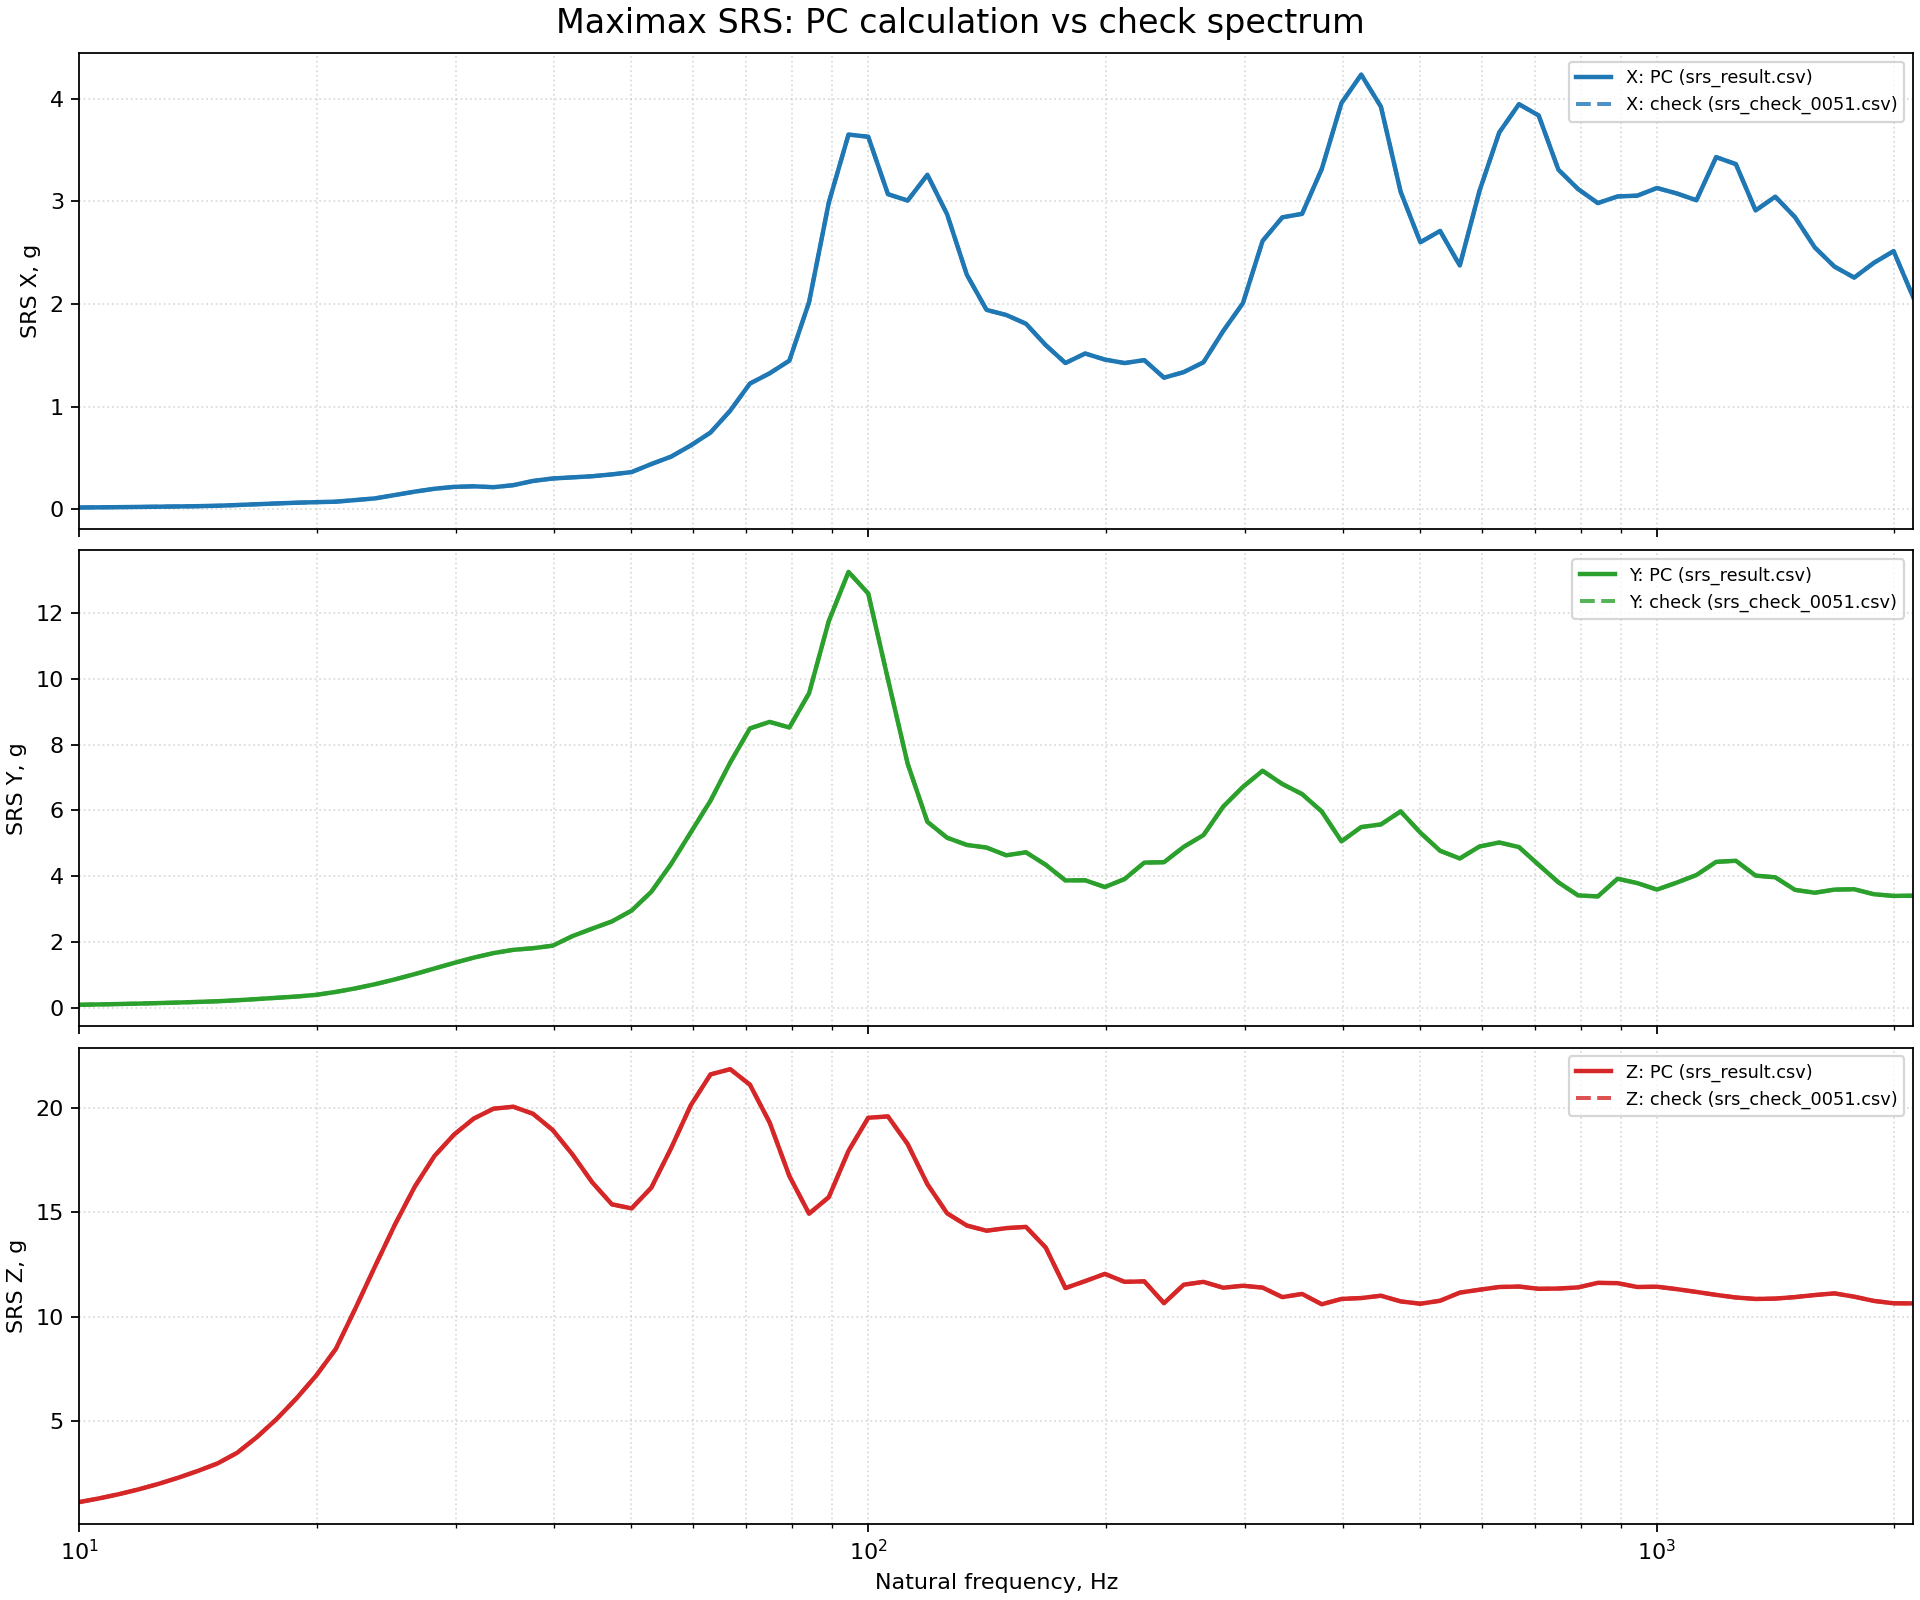 Maximax SRS: PC calculation vs check spectrum
X: PC (srs_result.csv)
X: check (srs_check_0051.csv)
SRS X, g
4
3
2
1
0
Y: PC (srs_result.csv)
Y: check (srs_check_0051.csv)
SRS Y, g
12
10
8
6
4
2
0
Z: PC (srs_result.csv)
Z: check (srs_check_0051.csv)
SRS Z, g
20
15
10
5
10¹ 10² 10³
Natural frequency, Hz